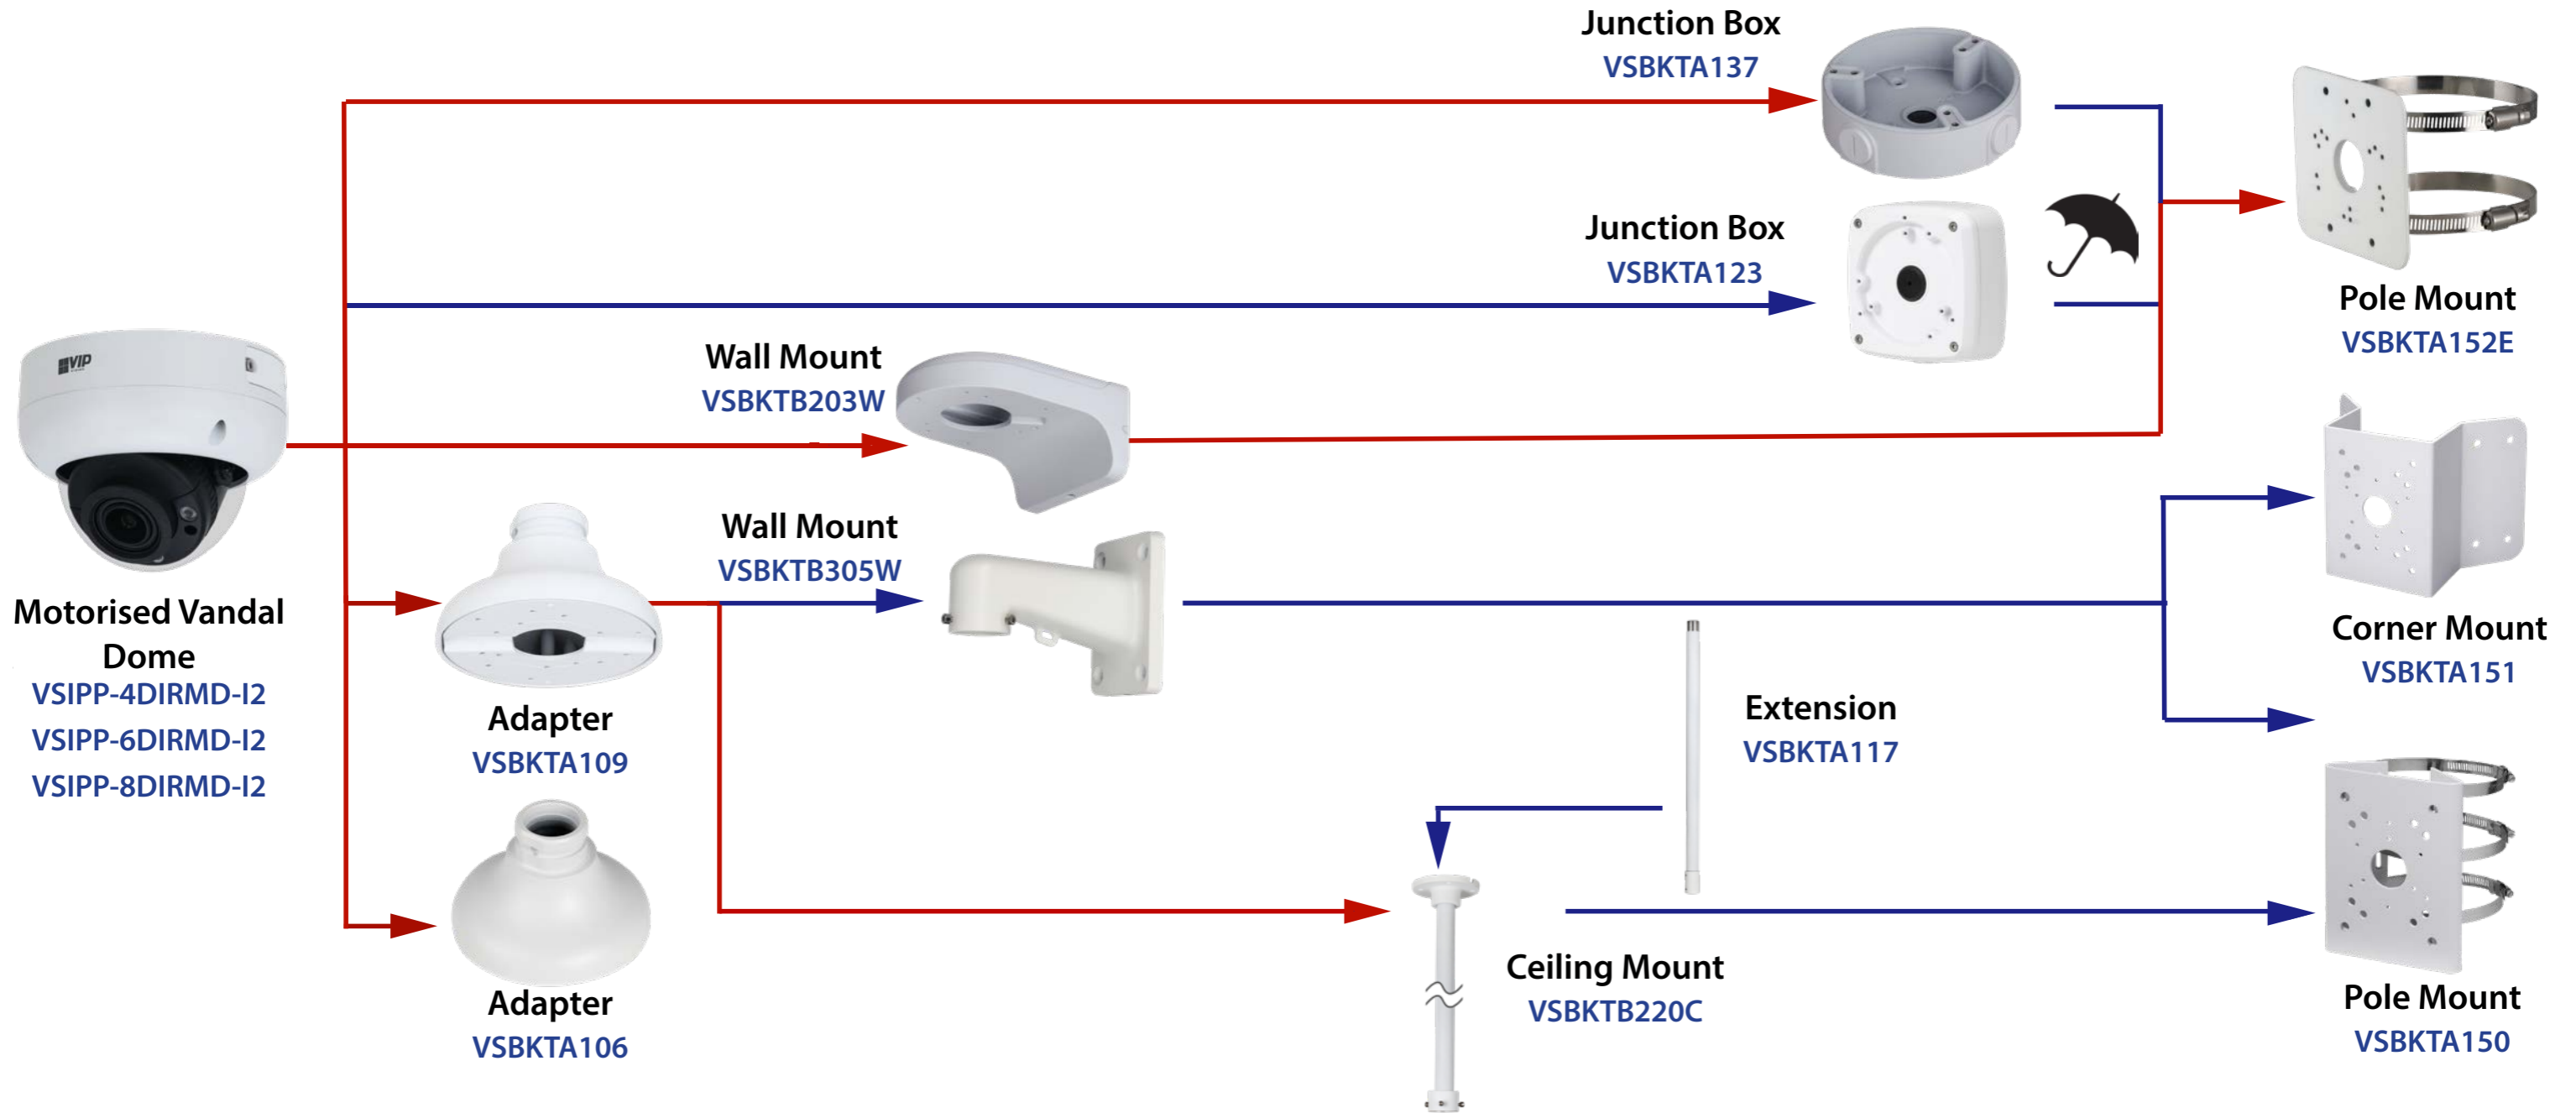 Junction Box
VSBKTA137
Junction Box
VSBKTA123
Pole Mount
VSBKTA152E
VIP
Wall Mount
VSBKTB203W
Wall Mount
VSBKTB305W
Motorised Vandal
Dome
VSIPP-4DIRMD-I2
VSIPP-6DIRMD-I2
VSIPP-8DIRMD-I2
Adapter
VSBKTA109
Adapter
VSBKTA106
Extension
VSBKTA117
Ceiling Mount
VSBKTB220C
Corner Mount
VSBKTA151
Pole Mount
VSBKTA150